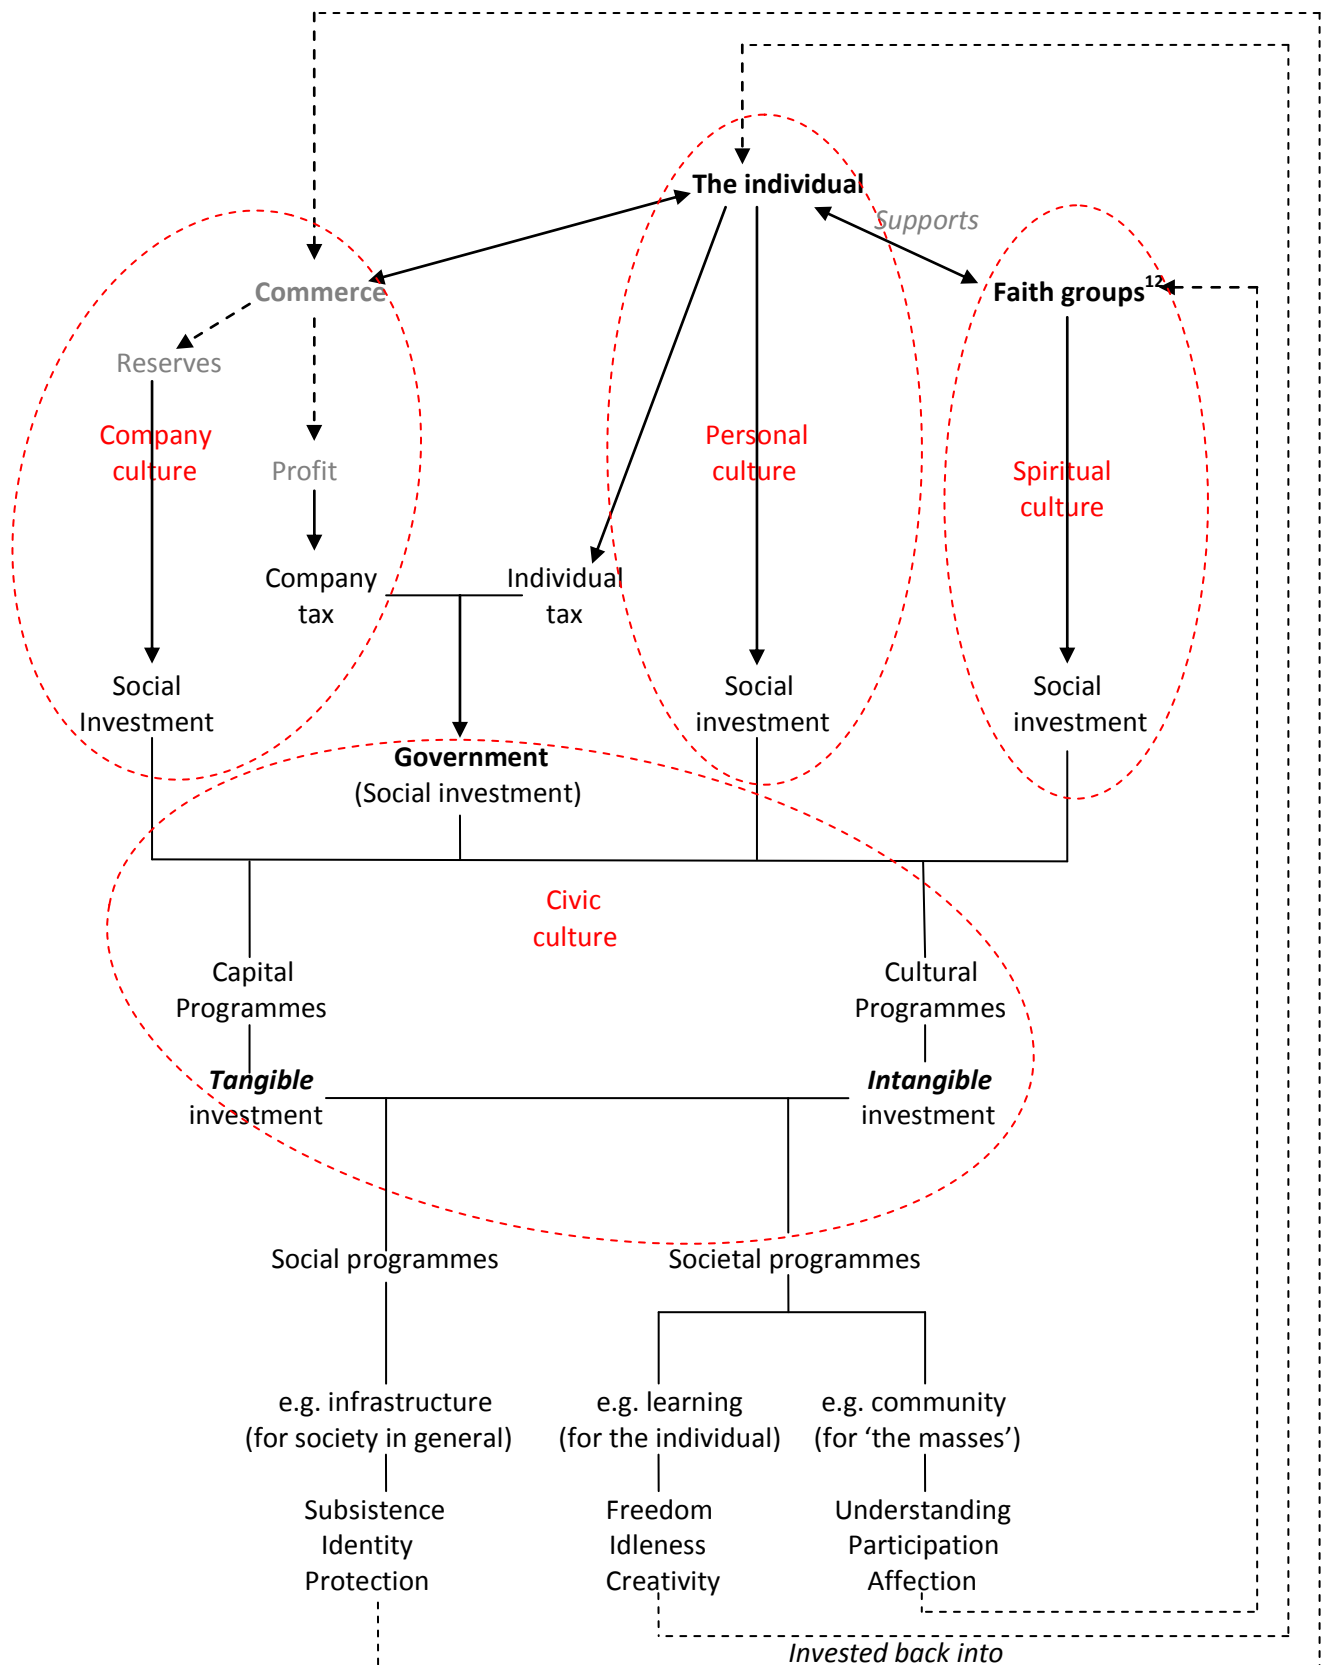 The individual
Supports
Commerce
Faith groups¹²
Reserves
Company
culture
Profit
Personal
culture
Spiritual
culture
Company
tax
Individual
tax
Social
Investment
Social
investment
Social
investment
Government
(Social investment)
Civic
culture
Capital
Programmes
Cultural
Programmes
Tangible
investment
Intangible
investment
Social programmes
Societal programmes
e.g. infrastructure
(for society in general)
e.g. learning
(for the individual)
e.g. community
(for ‘the masses’)
Subsistence
Identity
Protection
Freedom
Idleness
Creativity
Understanding
Participation
Affection
Invested back into